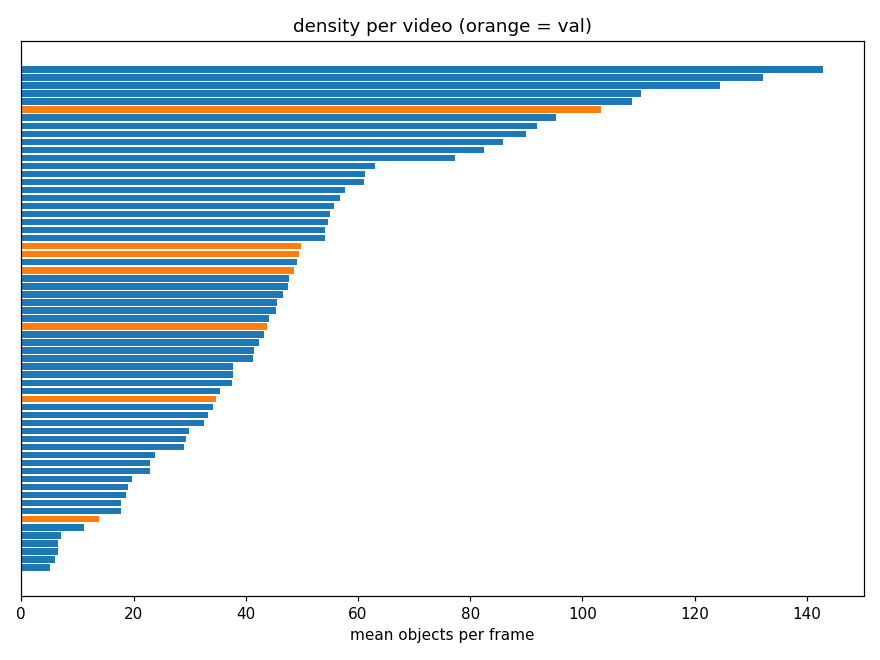 density per video (orange = val)
0 20 40 60 80 100 120 140
mean objects per frame